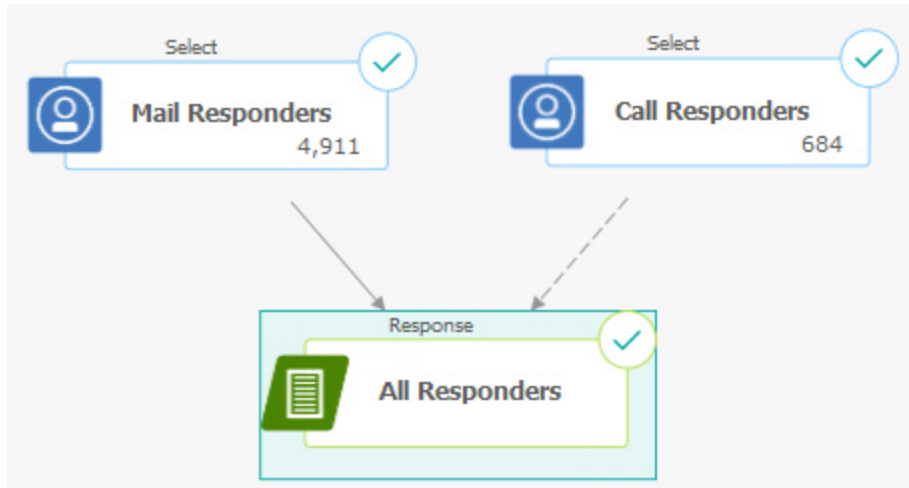 Select
Mail Responders
4,911
Select
Call Responders
684
Response
All Responders